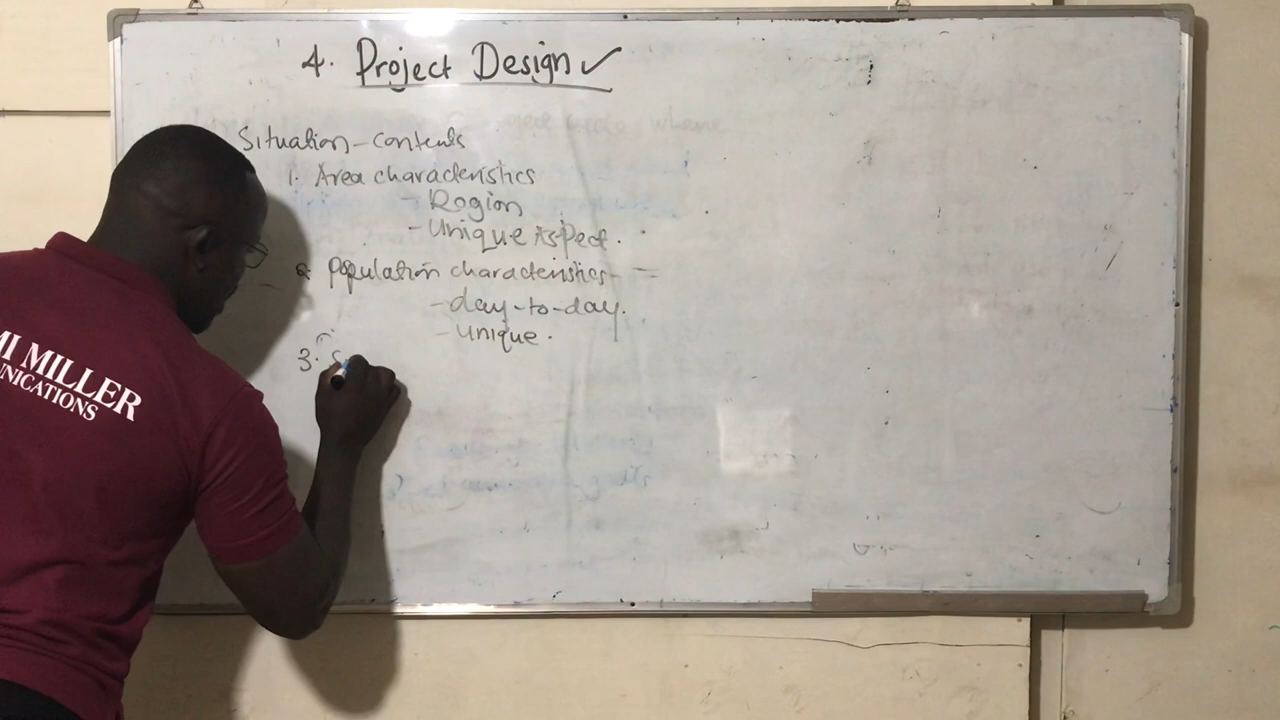 4. Project Design ✓
Situation - contents
1. Area characteristics
- Region
- Unique Aspect.
2. Population characteristics -
- day-to-day.
- Unique.
3.
MI MILLER
NICATIONS